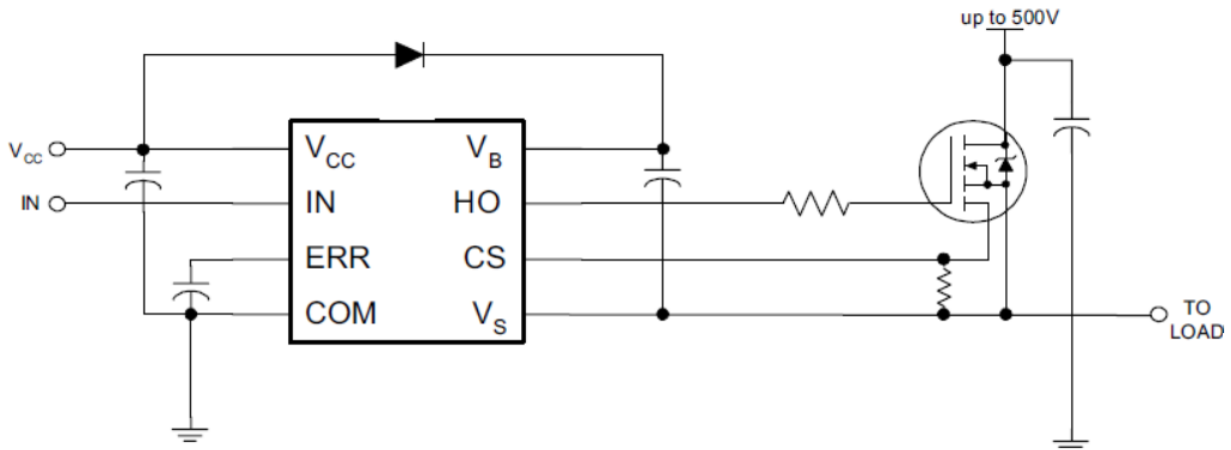 up to 500V
VCC
VCC
VB
IN
IN
HO
ERR
CS
COM
VS
TO
LOAD